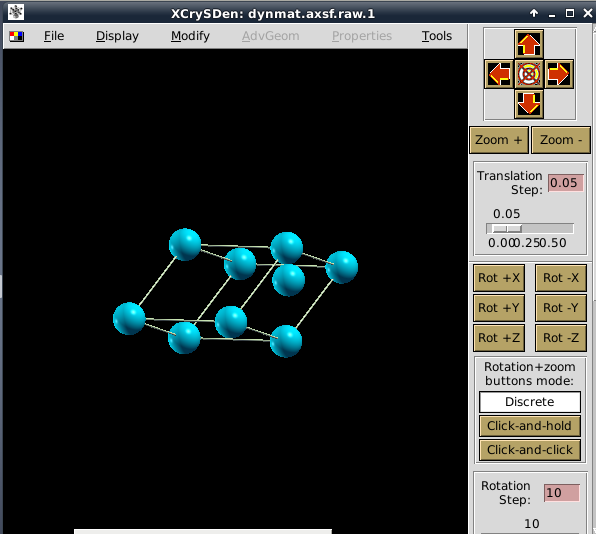 XCrySDen: dynmat.axsf.raw.1
File Display Modify AdvGeom Properties Tools
Zoom + Zoom -
Translation
Step: 0.05
0.05
0.00 0.25 0.50
Rot +X Rot -X
Rot +Y Rot -Y
Rot +Z Rot -Z
Rotation+zoom
buttons mode:
Discrete
Click-and-hold
Click-and-click
Rotation
Step: 10
10